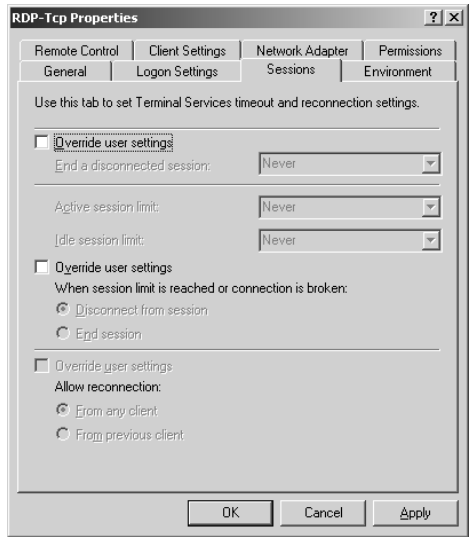 RDP-Tcp Properties
Remote Control Client Settings Network Adapter Permissions
General Logon Settings Sessions Environment
Use this tab to set Terminal Services timeout and reconnection settings.
Override user settings
End a disconnected session: Never
Active session limit: Never
Idle session limit: Never
Override user settings
When session limit is reached or connection is broken:
Disconnect from session
End session
Override user settings
Allow reconnection:
From any client
From previous client
OK Cancel Apply